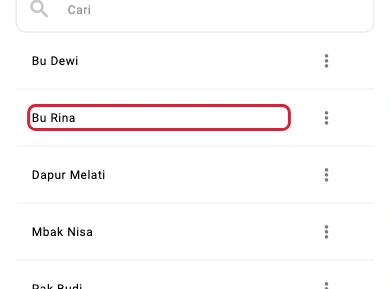 Cari
Bu Dewi
Bu Rina
Dapur Melati
Mbak Nisa
Pak Budi